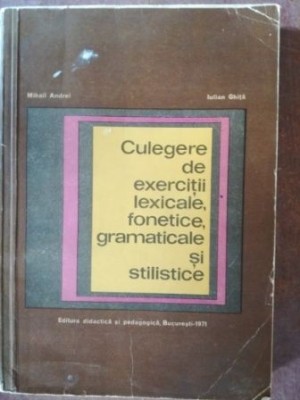 Mihail Andrei Iulian Ghiță
Culegere
de
exerciții
lexicale,
fonetice,
gramaticale
și
stilistice
Editura didactică și pedagogică, București-1971